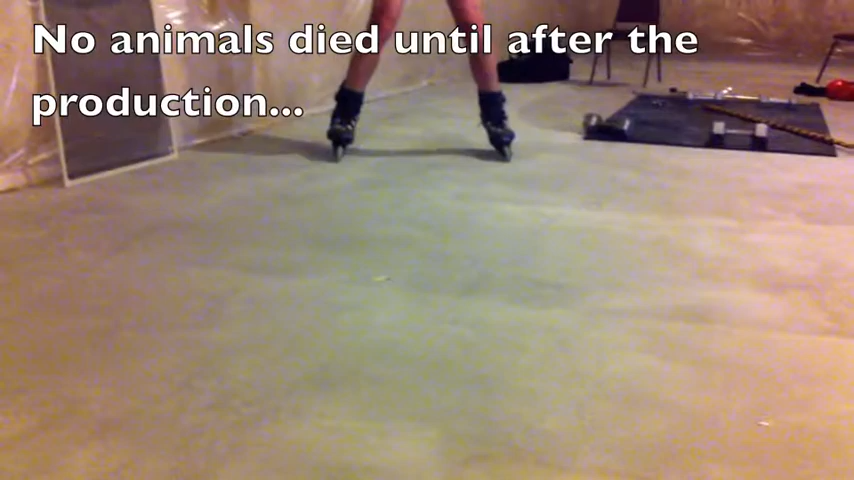 No animals died until after the
production...